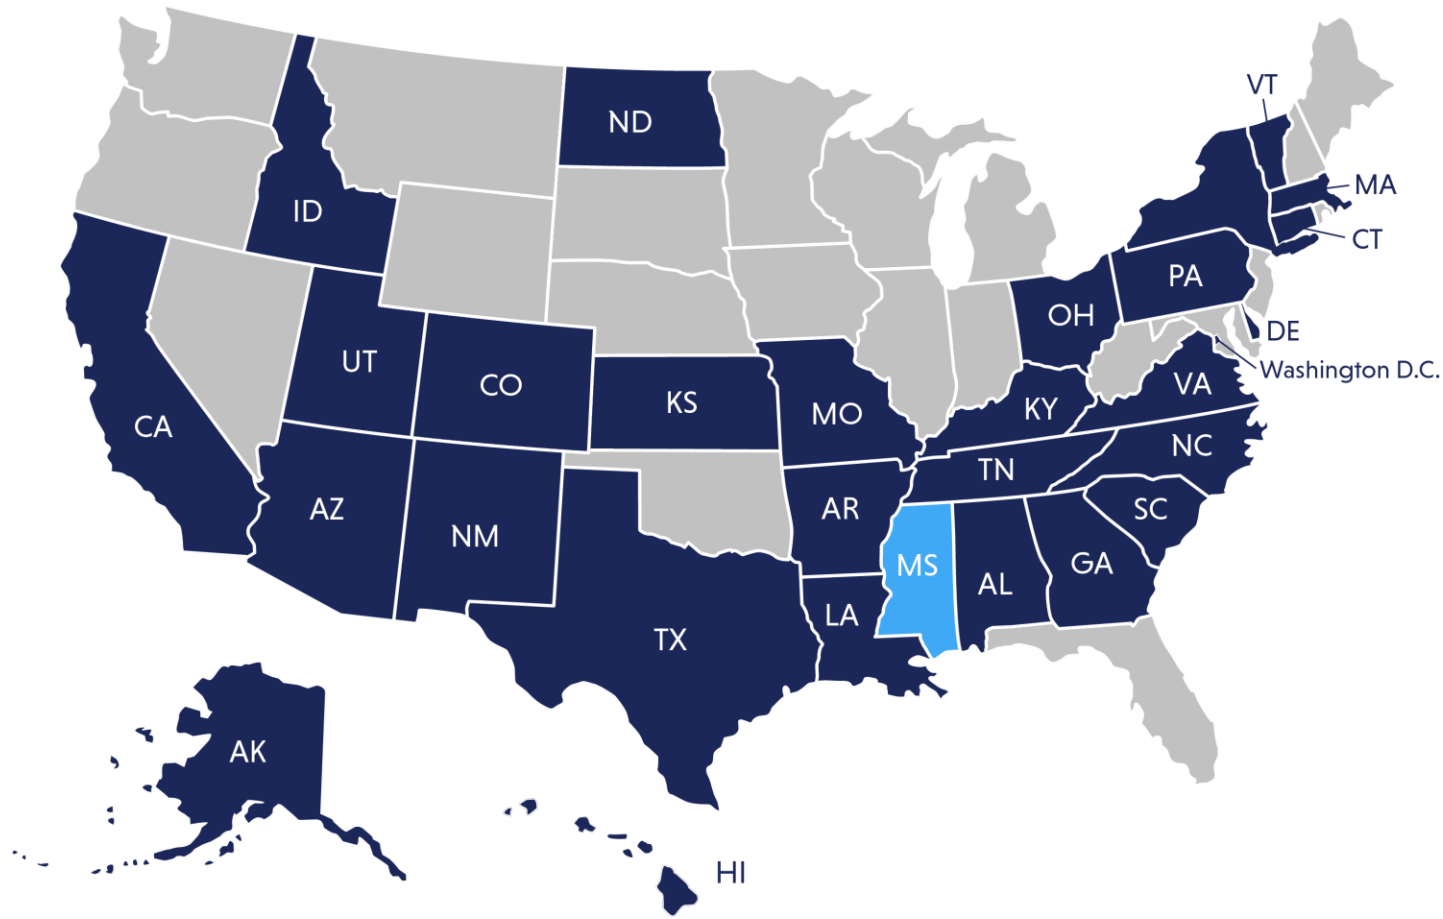 VT
ND
MA
ID
CT
PA
OH
DE
UT
Washington D.C.
CO
VA
KS
KY
MO
CA
NC
TN
AZ
AR
SC
NM
MS
GA
AL
LA
TX
AK
HI